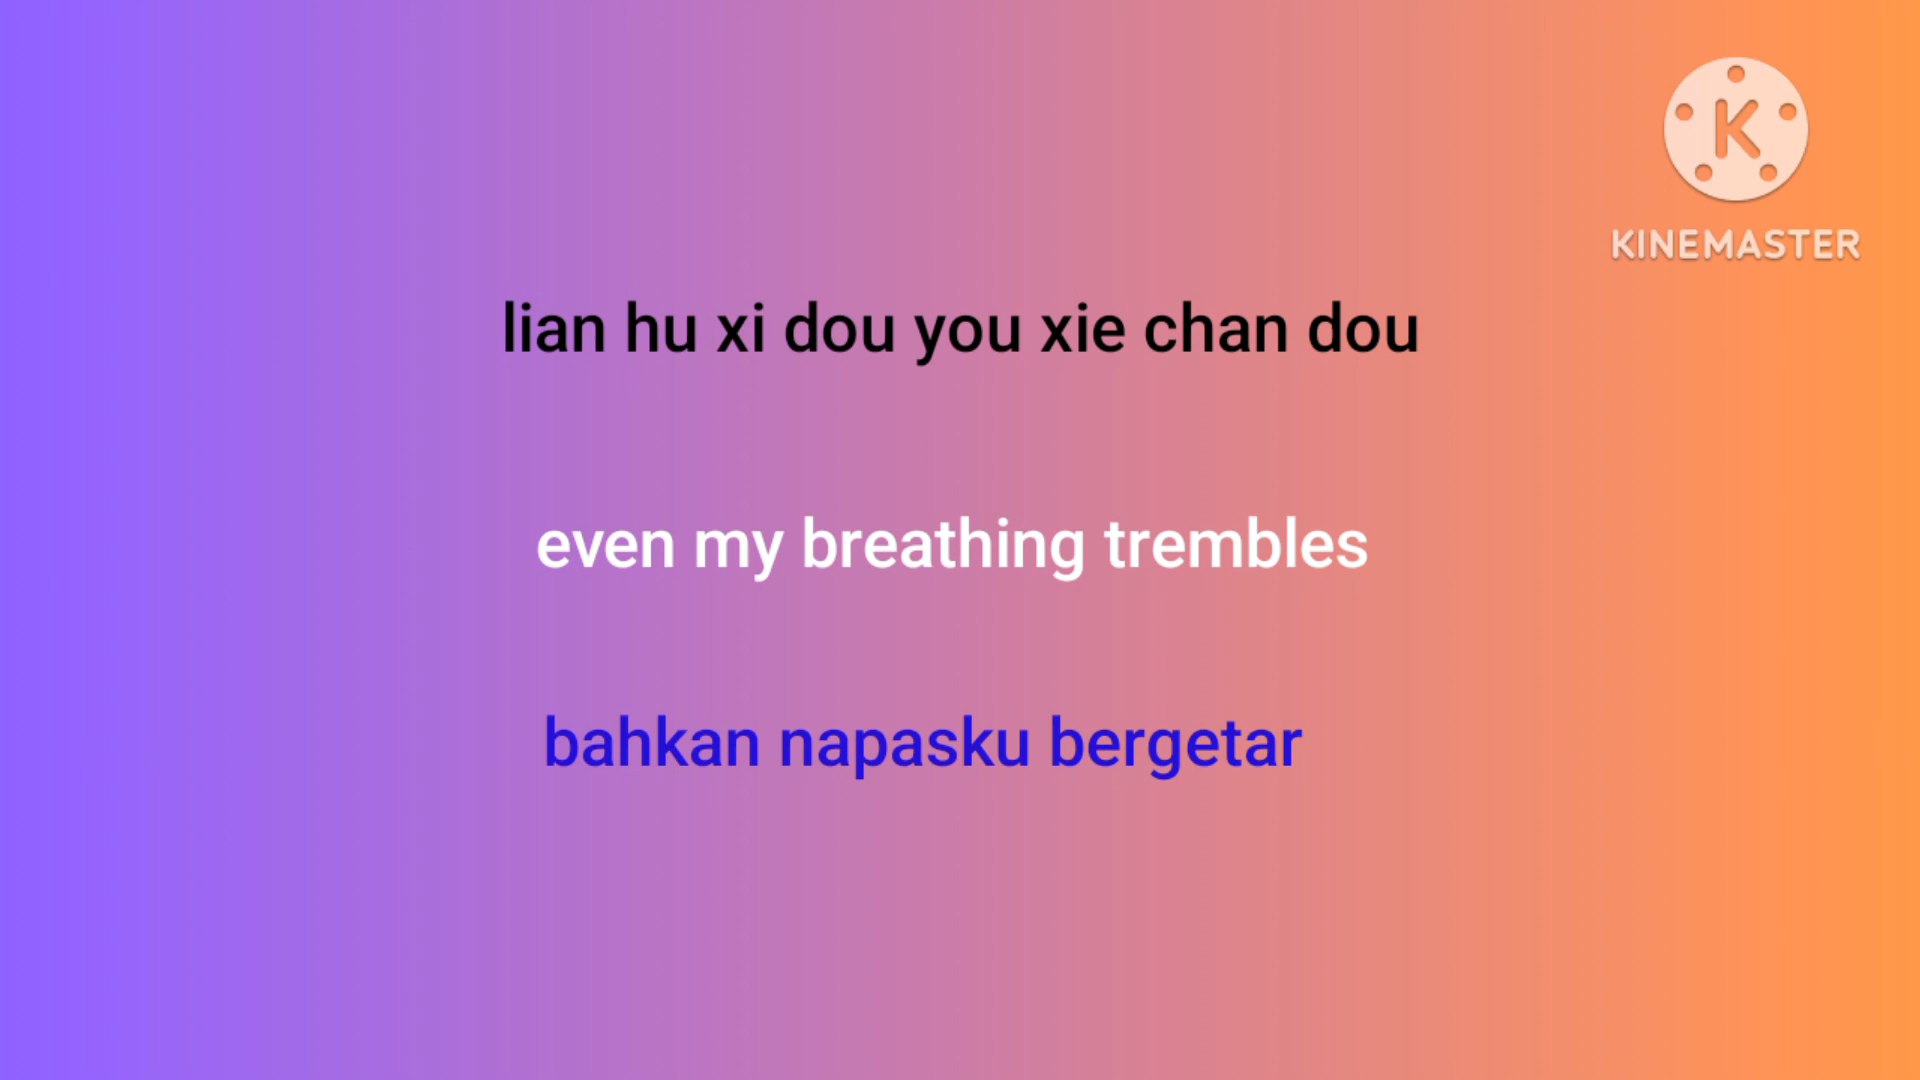 K
KINEMASTER
lian hu xi dou you xie chan dou
even my breathing trembles
bahkan napasku bergetar